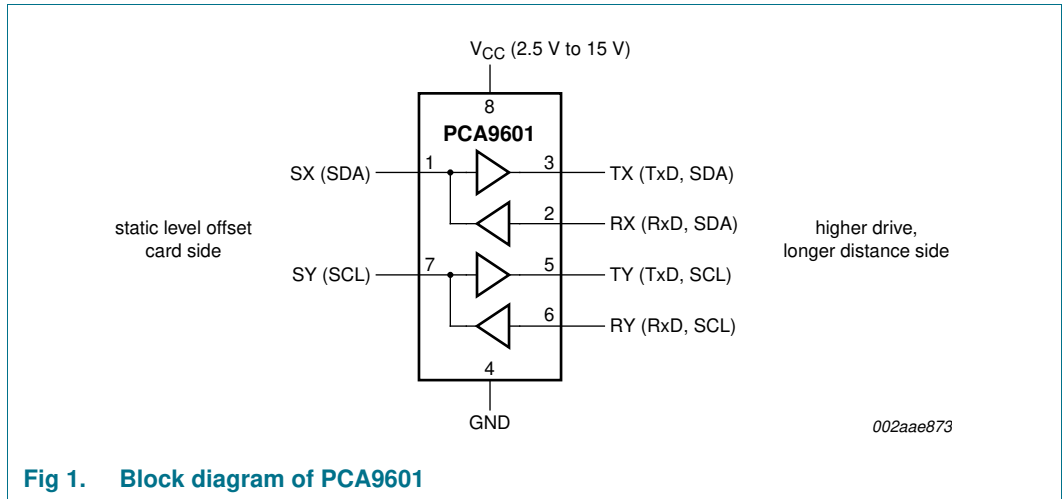 VCC (2.5 V to 15 V)
8
PCA9601
SX (SDA) 1 3 TX (TxD, SDA)
2 RX (RxD, SDA)
static level offset
card side
higher drive,
longer distance side
SY (SCL) 7 5 TY (TxD, SCL)
6 RY (RxD, SCL)
4
GND
002aae873
Fig 1. Block diagram of PCA9601